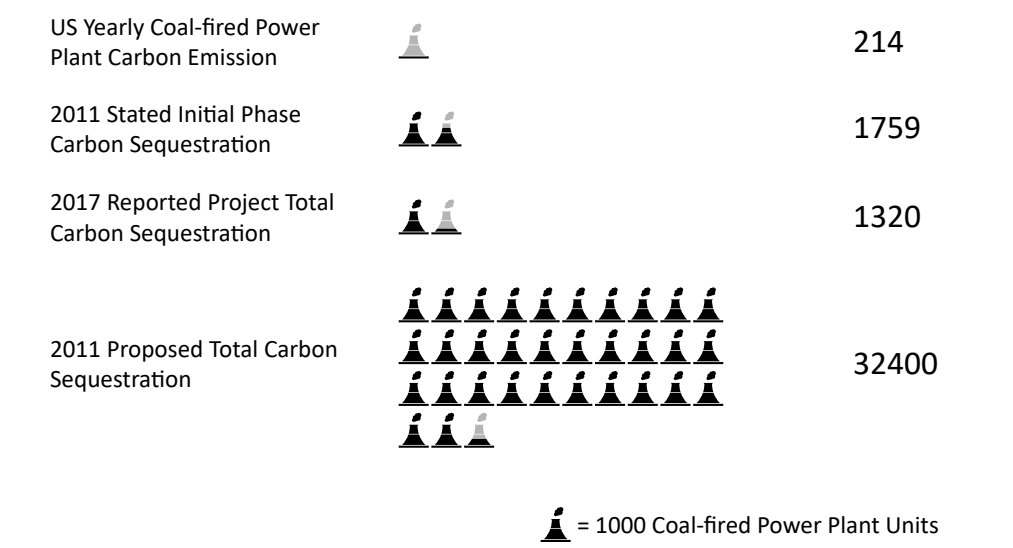 US Yearly Coal-fired Power
Plant Carbon Emission
214
2011 Stated Initial Phase
Carbon Sequestration
1759
2017 Reported Project Total
Carbon Sequestration
1320
2011 Proposed Total Carbon
Sequestration
32400
= 1000 Coal-fired Power Plant Units